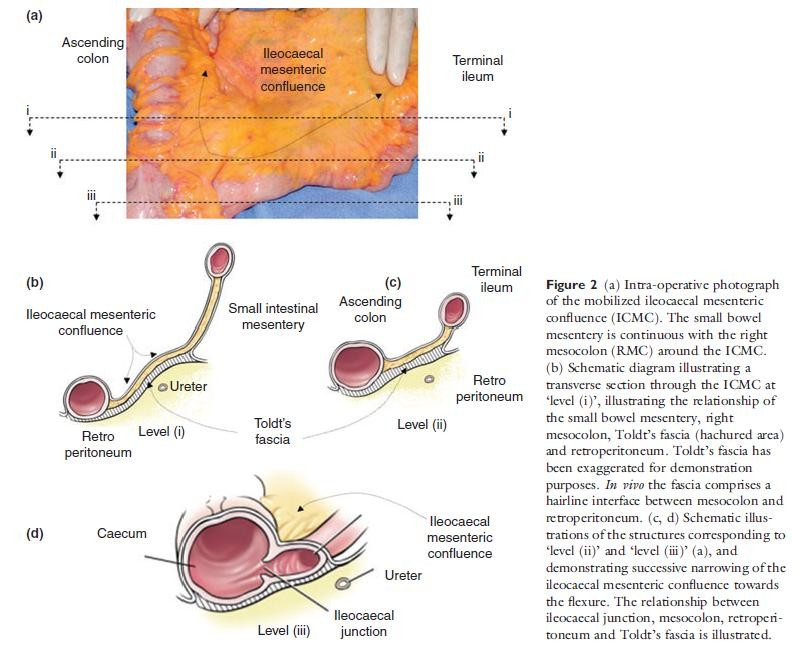 (a)
Ascending
colon
Ileocaecal
mesenteric
confluence
Terminal
ileum
i
i
ii
ii
iii
iii
(b)
Ileocaecal mesenteric
confluence
Small intestinal
mesentery
Ureter
Retro
peritoneum
Level (i)
Toldt's
fascia
(c)
Ascending
colon
Terminal
ileum
Retro
peritoneum
Level (ii)
(d)
Caecum
Ileocaecal
mesenteric
confluence
Ureter
Ileocaecal
junction
Level (iii)
Figure 2 (a) Intra-operative photograph
of the mobilized ileocaecal mesenteric
confluence (ICMC). The small bowel
mesentery is continuous with the right
mesocolon (RMC) around the ICMC.
(b) Schematic diagram illustrating a
transverse section through the ICMC at
‘level (i)’, illustrating the relationship of
the small bowel mesentery, right
mesocolon, Toldt’s fascia (hachured area)
and retroperitoneum. Toldt’s fascia has
been exaggerated for demonstration
purposes. In vivo the fascia comprises a
hairline interface between mesocolon and
retroperitoneum. (c, d) Schematic illus-
trations of the structures corresponding to
‘level (ii)’ and ‘level (iii)’ (a), and
demonstrating successive narrowing of the
ileocaecal mesenteric confluence towards
the flexure. The relationship between
ileocaecal junction, mesocolon, retroperi-
toneum and Toldt’s fascia is illustrated.